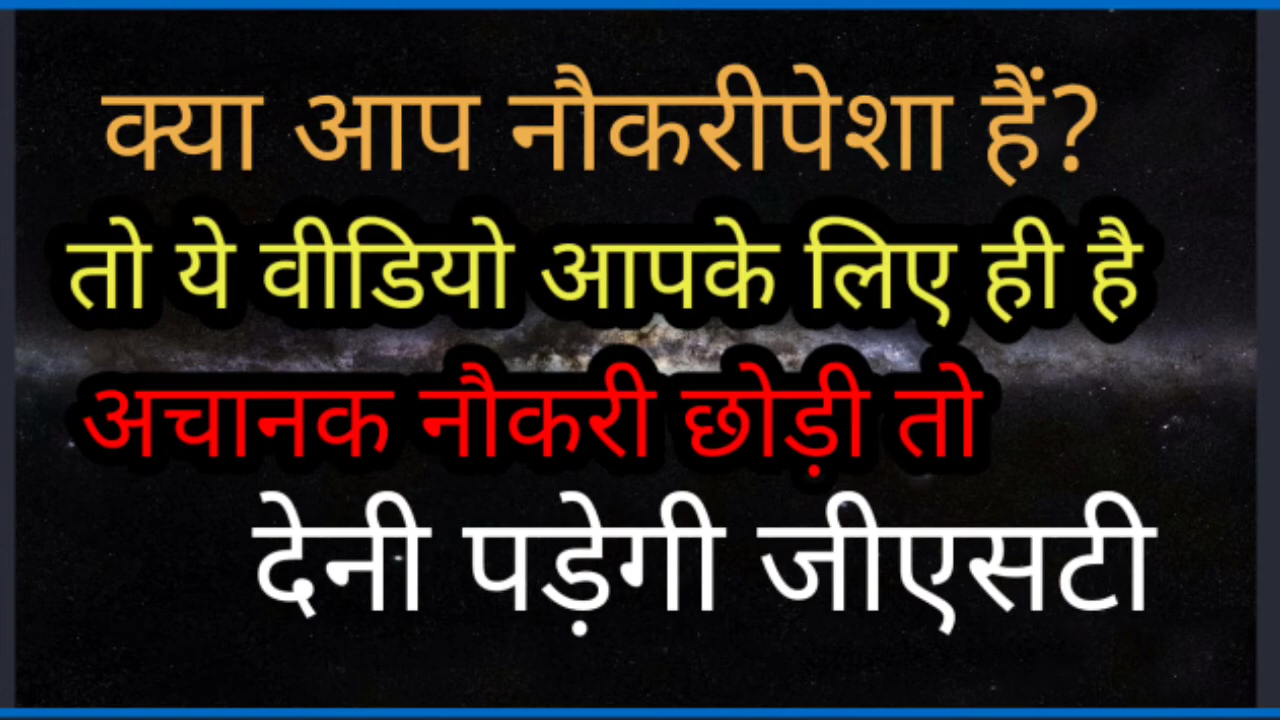 क्या आप नौकरीपेशा हैं?
तो ये वीडियो आपके लिए ही है
अचानक नौकरी छोड़ी तो
देनी पड़ेगी जीएसटी